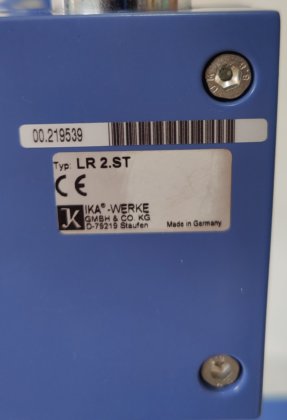 00.219539
Typ: LR 2.ST
CE
IKA® -WERKE
GMBH & CO. KG
D-79219 Staufen
Made in Germany